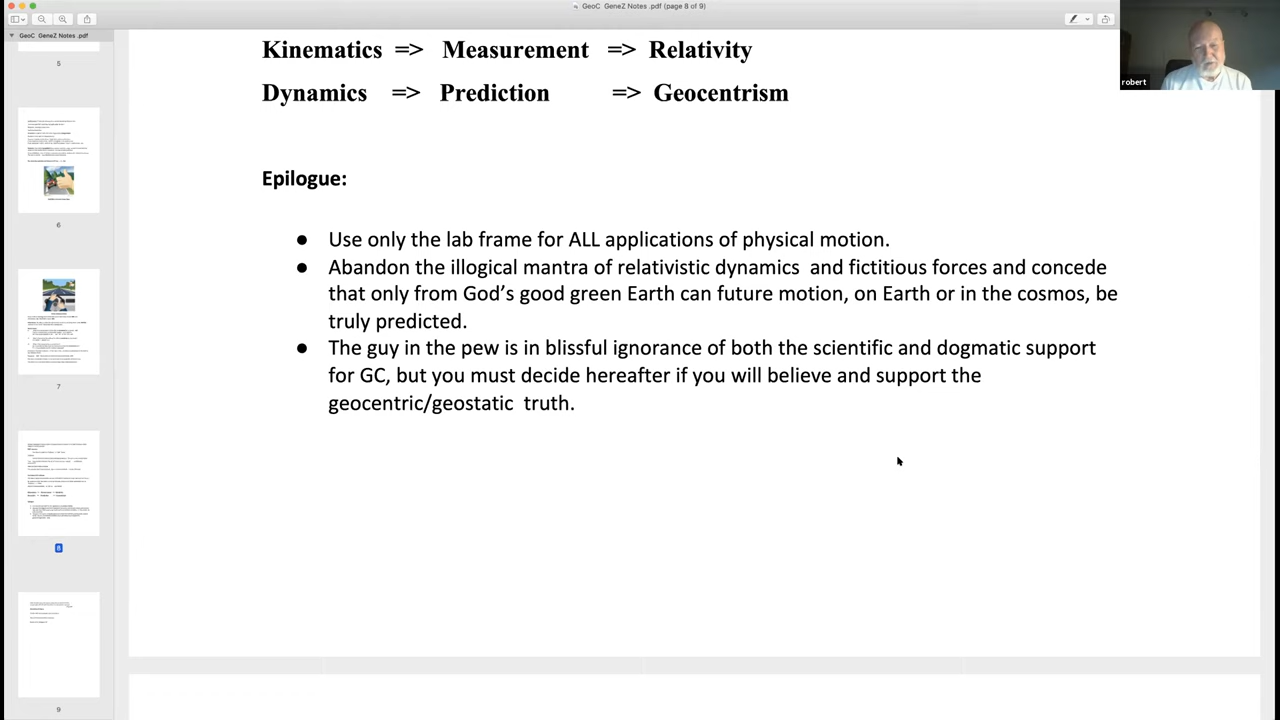 GeoC GeneZ Notes .pdf (page 8 of 9)
GeoC GeneZ Notes .pdf
robert
5
6
7
8
9
Kinematics => Measurement => Relativity
Dynamics => Prediction => Geocentrism
Epilogue:
● Use only the lab frame for ALL applications of physical motion.
● Abandon the illogical mantra of relativistic dynamics and fictitious forces and concede
that only from God's good green Earth can future motion, on Earth or in the cosmos, be
truly predicted.
● The guy in the pew is in blissful ignorance of both the scientific and dogmatic support
for GC, but you must decide hereafter if you will believe and support the
geocentric/geostatic truth.